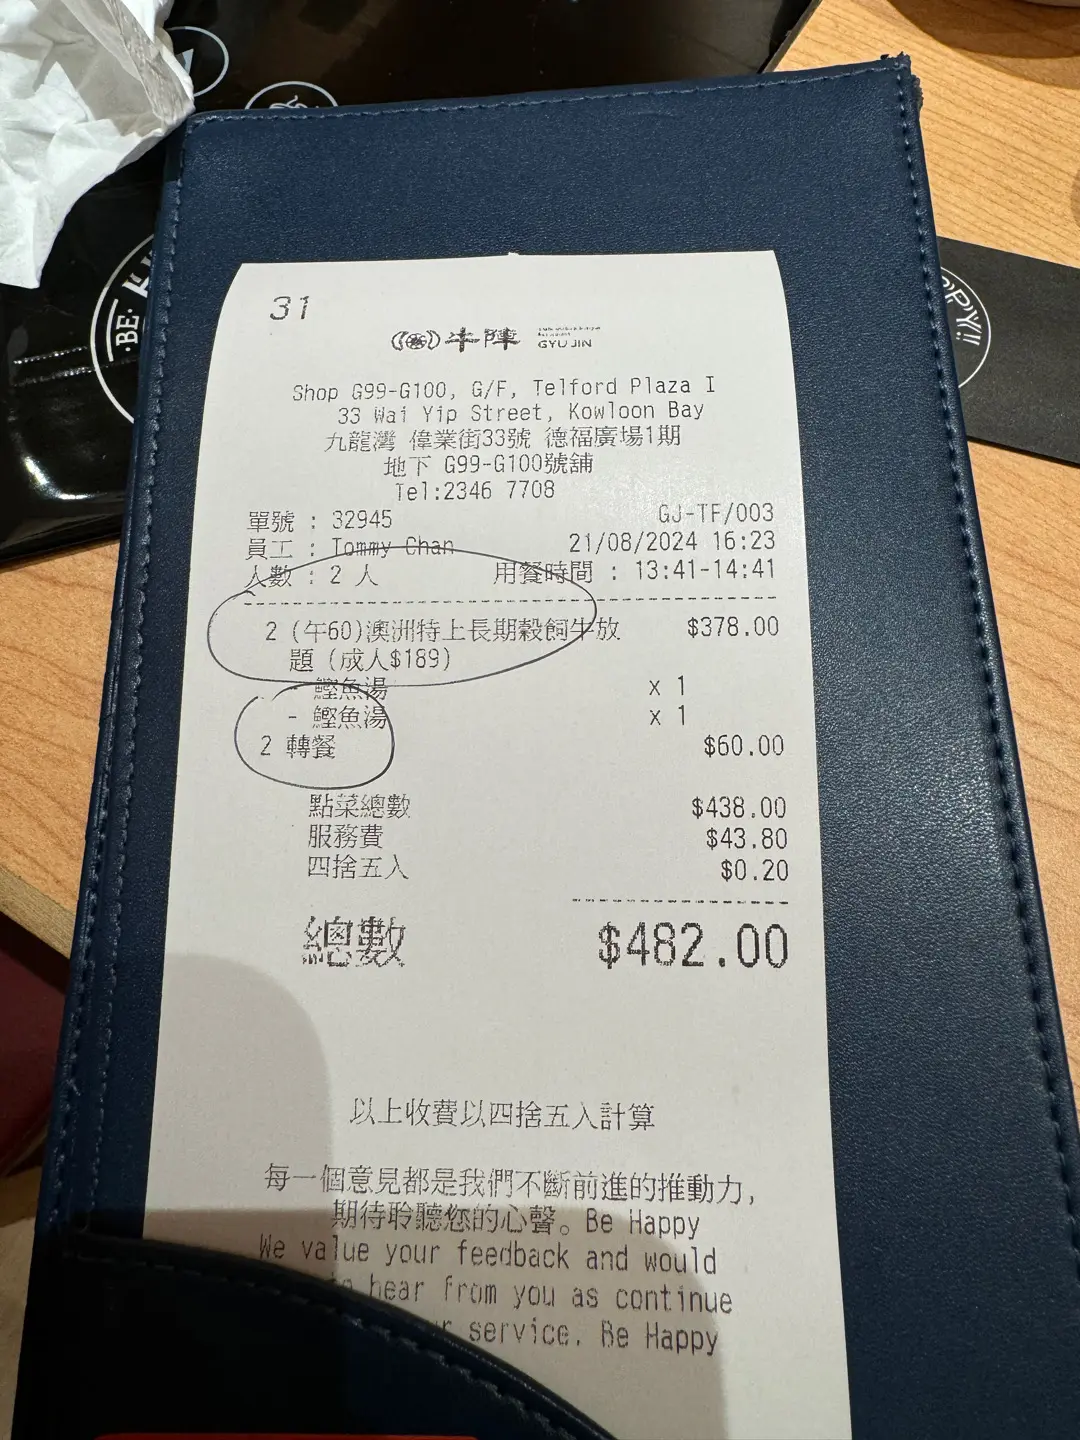 BE
31
牛陣
GYU JIN
Shop G99-G100, G/F, Telford Plaza I
33 Wai Yip Street, Kowloon Bay
九龍灣 偉業街33號 德福廣場1期
地下 G99-G100號舖
Tel:2346 7708
單號 : 32945 GJ-TF/003
員工 : Tommy Chan 21/08/2024 16:23
人數 : 2 人 用餐時間 : 13:41-14:41
2 (午60)澳洲特上長期穀飼牛放 $378.00
題 (成人$189)
- 鰹魚湯 x 1
- 鰹魚湯 x 1
2 轉餐 $60.00
點菜總數 $438.00
服務費 $43.80
四捨五入 $0.20
總數 $482.00
以上收費以四捨五入計算
每一個意見都是我們不斷前進的推動力,
期待聆聽您的心聲。Be Happy
We value your feedback and would
hear from you as continue
service. Be Happy